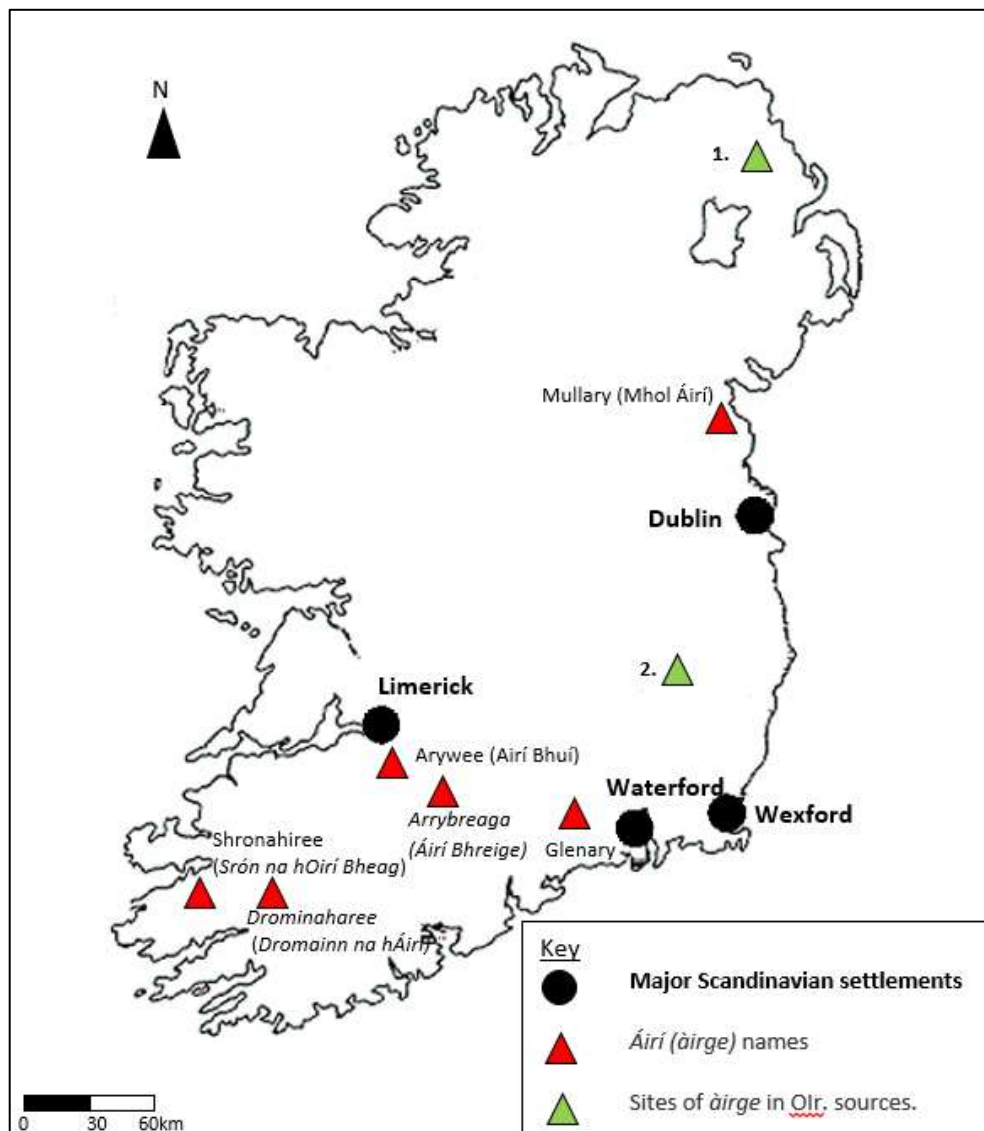 N
1.
Mullary (Mhol Áirí)
Dublin
2.
Limerick
Arywee (Airí Bhuí)
Waterford
Arrybreaga
Wexford
Shronahiree
(Áirí Bhreige)
Glenary
(Srón na hOirí Bheag)
Drominaharee
(Dromainn na hÁirí)
Key
Major Scandinavian settlements
Áirí (àirge) names
Sites of àirge in OIr. sources.
0 30 60km